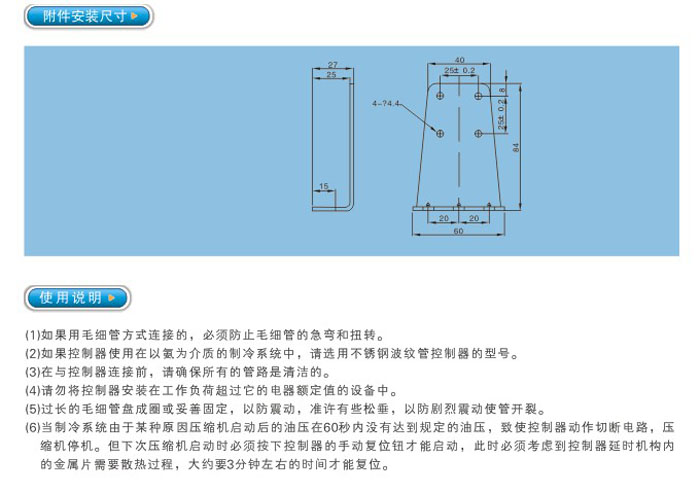 附件安装尺寸
27
25
15
40
25± 0.2
8
4-?4.4
25± 0.2
84
20 20
60
使用说明
(1)如果用毛细管方式连接的，必须防止毛细管的急弯和扭转。
(2)如果控制器使用在以氨为介质的制冷系统中，请选用不锈钢波纹管控制器的型号。
(3)在与控制器连接前，请确保所有的管路是清洁的。
(4)请勿将控制器安装在工作负荷超过它的电器额定值的设备中。
(5)过长的毛细管盘成圈或妥善固定，以防震动，准许有些松垂，以防剧烈震动使管开裂。
(6)当制冷系统由于某种原因压缩机启动后的油压在60秒内没有达到规定的油压，致使控制器动作切断电路，压
缩机停机。但下次压缩机启动时必须按下控制器的手动复位钮才能启动，此时必须考虑到控制器延时机构内
的金属片需要散热过程，大约要3分钟左右的时间才能复位。